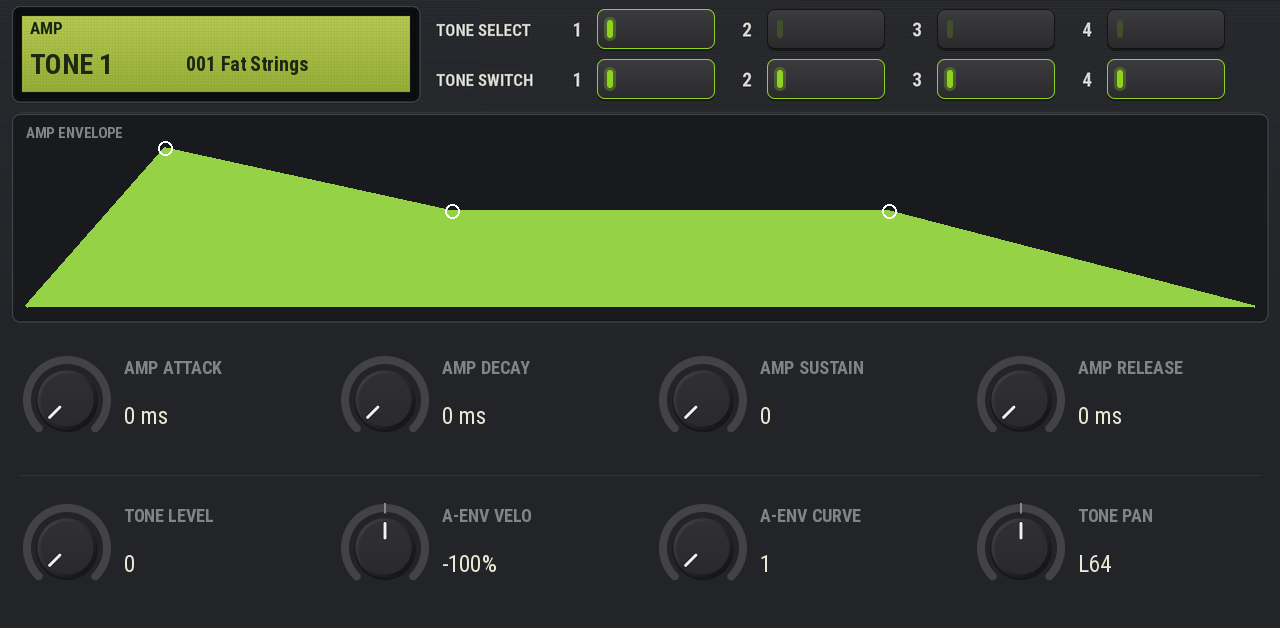 AMP
TONE 1 001 Fat Strings
TONE SELECT 1 2 3 4
TONE SWITCH 1 2 3 4
AMP ENVELOPE
AMP ATTACK AMP DECAY AMP SUSTAIN AMP RELEASE
0 ms 0 ms 0 0 ms
TONE LEVEL A-ENV VELO A-ENV CURVE TONE PAN
0 -100% 1 L64